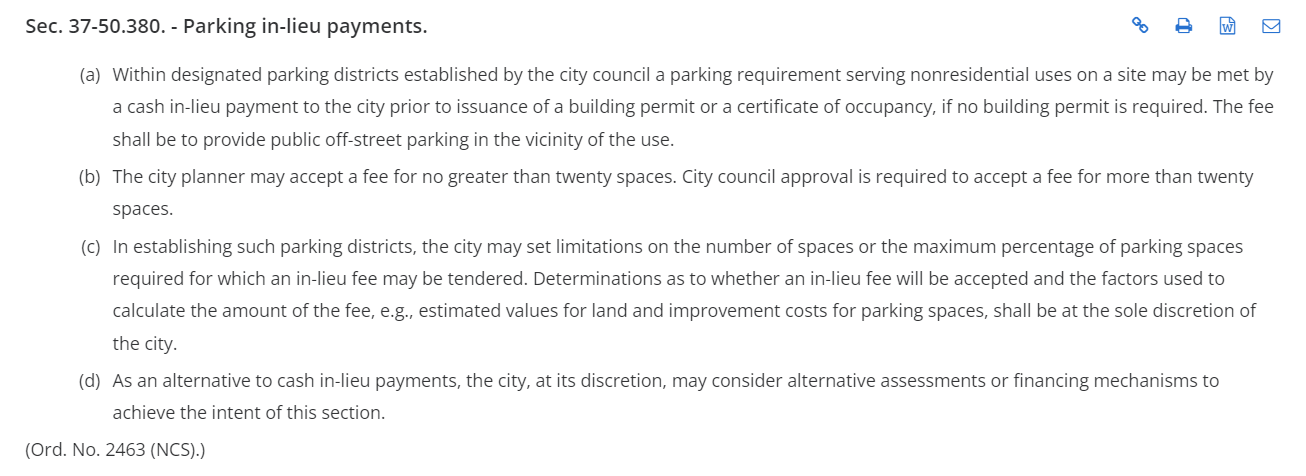 Sec. 37-50.380. - Parking in-lieu payments.
(a) Within designated parking districts established by the city council a parking requirement serving nonresidential uses on a site may be met by
a cash in-lieu payment to the city prior to issuance of a building permit or a certificate of occupancy, if no building permit is required. The fee
shall be to provide public off-street parking in the vicinity of the use.
(b) The city planner may accept a fee for no greater than twenty spaces. City council approval is required to accept a fee for more than twenty
spaces.
(c) In establishing such parking districts, the city may set limitations on the number of spaces or the maximum percentage of parking spaces
required for which an in-lieu fee may be tendered. Determinations as to whether an in-lieu fee will be accepted and the factors used to
calculate the amount of the fee, e.g., estimated values for land and improvement costs for parking spaces, shall be at the sole discretion of
the city.
(d) As an alternative to cash in-lieu payments, the city, at its discretion, may consider alternative assessments or financing mechanisms to
achieve the intent of this section.
(Ord. No. 2463 (NCS).)